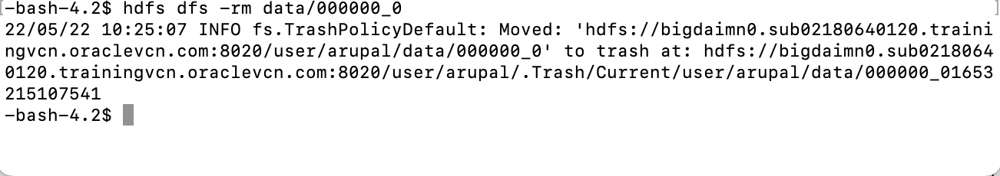 [-bash-4.2$ hdfs dfs -rm data/000000_0 ]
22/05/22 10:25:07 INFO fs.TrashPolicyDefault: Moved: 'hdfs://bigdaimn0.sub02180640120.traini
ngvcn.oraclevcn.com:8020/user/arupal/data/000000_0' to trash at: hdfs://bigdaimn0.sub0218064
0120.trainingvcn.oraclevcn.com:8020/user/arupal/.Trash/Current/user/arupal/data/000000_01653
215107541
-bash-4.2$